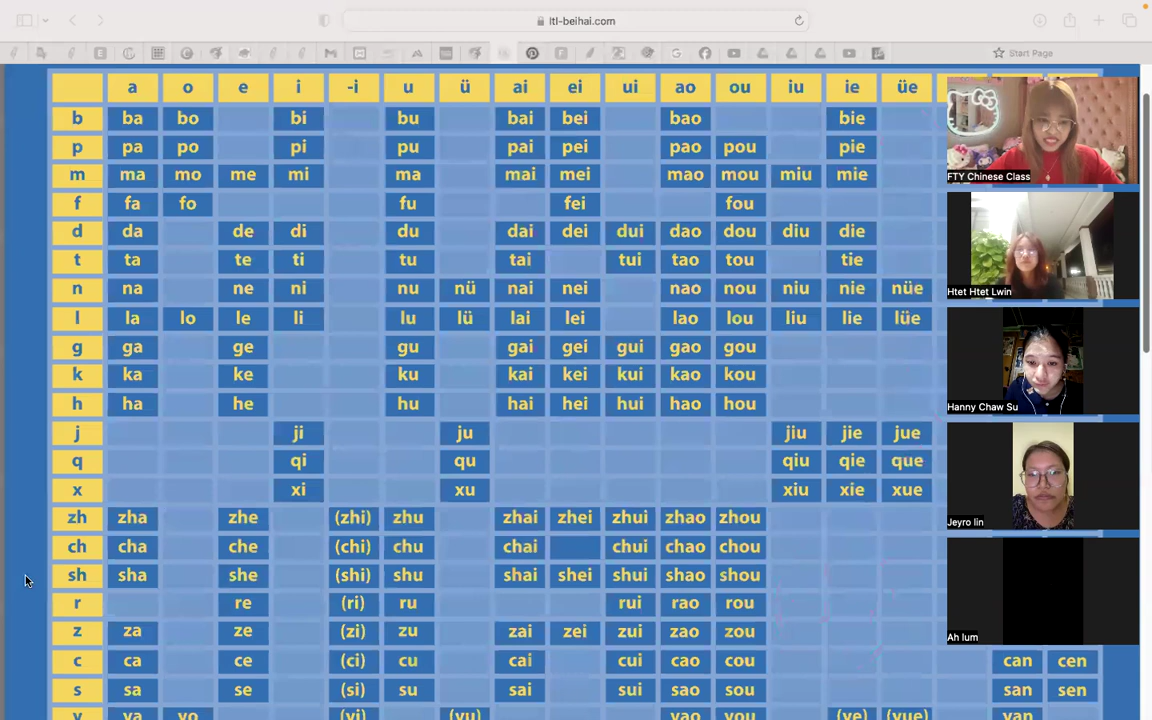 ltl-beihai.com
Start Page
a o e i -i u ü ai ei ui ao ou iu ie üe
b ba bo bi bu bai bei bao bie
p pa po pi pu pai pei pao pou pie
m ma mo me mi ma mai mei mao mou miu mie
f fa fo fu fei fou
d da de di du dai dei dui dao dou diu die
t ta te ti tu tai tui tao tou tie
n na ne ni nu nü nai nei nao nou niu nie nüe
l la lo le li lu lü lai lei lao lou liu lie lüe
g ga ge gu gai gei gui gao gou
k ka ke ku kai kei kui kao kou
h ha he hu hai hei hui hao hou
j ji ju jiu jie jue
q qi qu qiu qie que
x xi xu xiu xie xue
zh zha zhe (zhi) zhu zhai zhei zhui zhao zhou
ch cha che (chi) chu chai chui chao chou
sh sha she (shi) shu shai shei shui shao shou
r re (ri) ru rui rao rou
z za ze (zi) zu zai zei zui zao zou
c ca ce (ci) cu cai cui cao cou can cen
s sa se (si) su sai sui sao sou san sen
y ya yo (yi) (yu) yao you (ye) (yue) yan
FTY Chinese Class
Htet Htet Lwin
Hanny Chaw Su
Jeyro lin
Ah lum